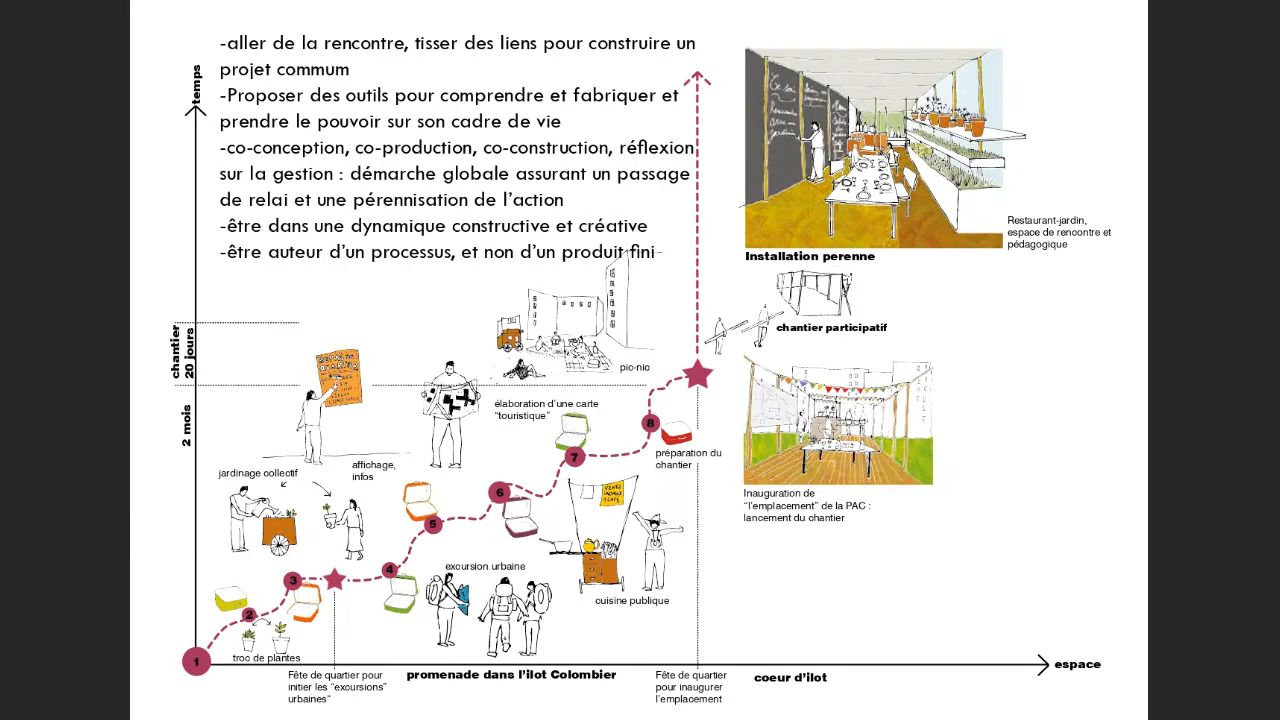 -aller de la rencontre, tisser des liens pour construire un
projet commum
-Proposer des outils pour comprendre et fabriquer et
prendre le pouvoir sur son cadre de vie
-co-conception, co-production, co-construction, réflexion
sur la gestion : démarche globale assurant un passage
de relai et une pérennisation de l'action
-être dans une dynamique constructive et créative
-être auteur d'un processus, et non d'un produit fini
temps
Restaurant-jardin,
espace de rencontre et
pédagogique
Installation perenne
chantier participatif
chantier
20 jours
2 mois
pic-nic
élaboration d'une carte
"touristique"
8
préparation du
chantier
7
affichage,
infos
jardinage collectif
6
5
Inauguration de
"l'emplacement" de la PAC :
lancement du chantier
excursion urbaine
4
3
cuisine publique
2
troc de plantes
1
espace
Fête de quartier pour
initier les "excursions"
urbaines"
promenade dans l'îlot Colombier
Fête de quartier
pour inaugurer
l'emplacement
coeur d'ilot